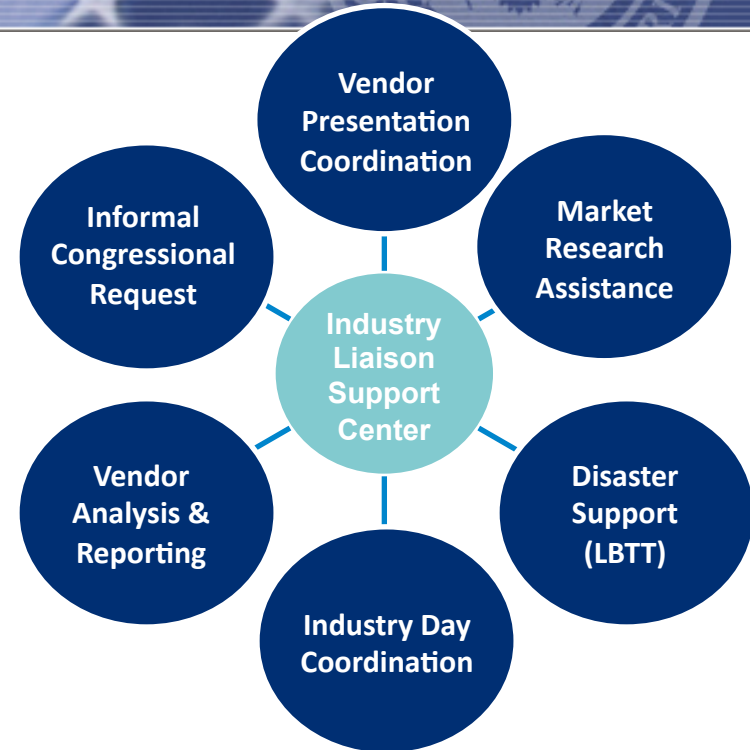 Vendor
Presentation
Coordination
Informal
Congressional
Request
Market
Research
Assistance
Industry
Liaison
Support
Center
Vendor
Analysis &
Reporting
Disaster
Support
(LBTT)
Industry Day
Coordination